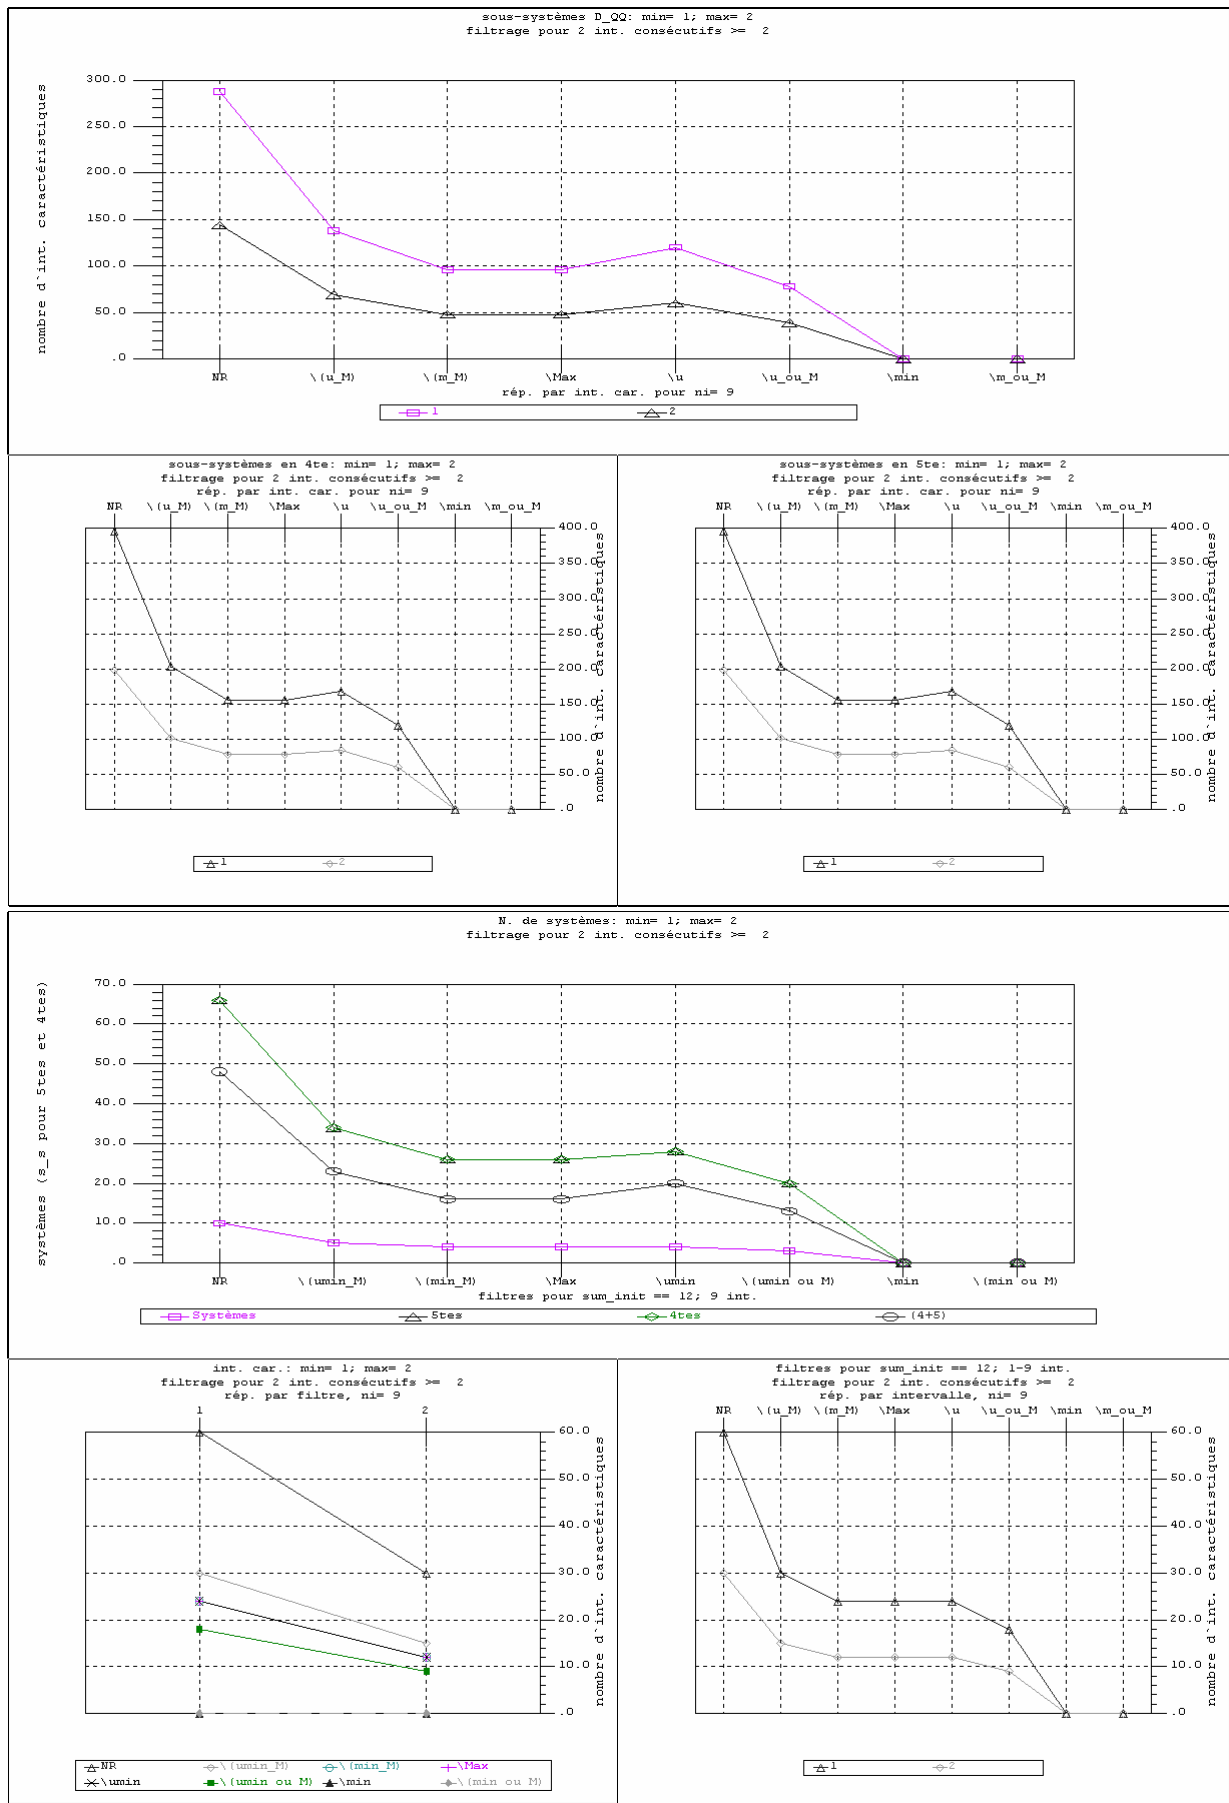 sous-systèmes D_QQ: min= 1; max= 2
filtrage pour 2 int. consécutifs >=  2
nombre d`int. caractéristiques
300.0
250.0
200.0
150.0
100.0
50.0
.0
NR \(u_M) \(m_M) \Max \u \u_ou_M \min \m_ou_M
rép. par int. car. pour ni= 9
1 2
sous-systèmes en 4te: min= 1; max= 2
filtrage pour 2 int. consécutifs >=  2
rép. par int. car. pour ni= 9
NR \(u_M) \(m_M) \Max \u \u_ou_M \min \m_ou_M
400.0
350.0
300.0
250.0
200.0
150.0
100.0
50.0
.0
nombre d`int. caractéristiques
1 2
sous-systèmes en 5te: min= 1; max= 2
filtrage pour 2 int. consécutifs >=  2
rép. par int. car. pour ni= 9
NR \(u_M) \(m_M) \Max \u \u_ou_M \min \m_ou_M
400.0
350.0
300.0
250.0
200.0
150.0
100.0
50.0
.0
nombre d`int. caractéristiques
1 2
N. de systèmes: min= 1; max= 2
filtrage pour 2 int. consécutifs >=  2
systèmes (s_s pour 5tes et 4tes)
70.0
60.0
50.0
40.0
30.0
20.0
10.0
.0
NR \(umin_M) \(min_M) \Max \umin \(umin ou M) \min \(min ou M)
filtres pour sum_init == 12; 9 int.
Systèmes 5tes 4tes (4+5)
int. car.: min= 1; max= 2
filtrage pour 2 int. consécutifs >=  2
rép. par filtre, ni= 9
1 2
60.0
50.0
40.0
30.0
20.0
10.0
.0
nombre d`int. caractéristiques
NR \(umin_M) \(min_M) \Max
\umin \(umin ou M) \min \(min ou M)
filtres pour sum_init == 12; 1-9 int.
filtrage pour 2 int. consécutifs >=  2
rép. par intervalle, ni= 9
NR \(u_M) \(m_M) \Max \u \u_ou_M \min \m_ou_M
60.0
50.0
40.0
30.0
20.0
10.0
.0
nombre d`int. caractéristiques
1 2